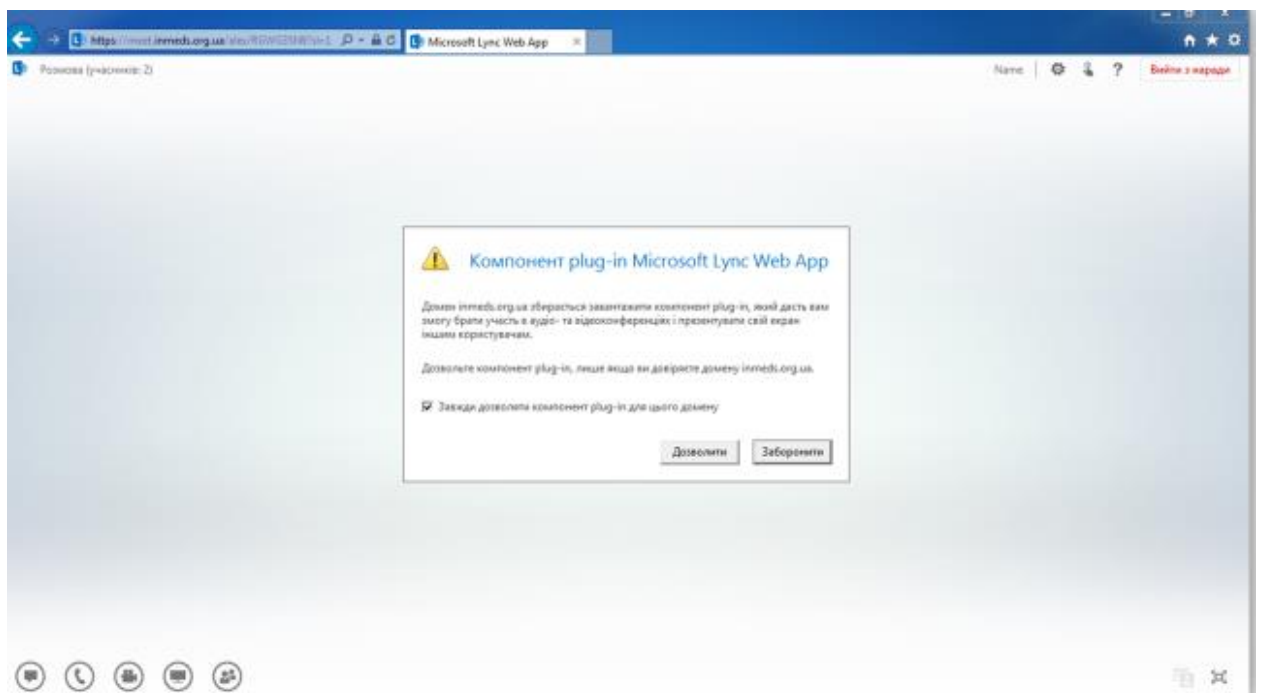 Microsoft Lync Web App
Розмова (учасників: 2)
Name
?
Вийти з наради
Компонент plug-in Microsoft Lync Web App
Домен inmeds.org.ua збирається завантажити компонент plug-in, який дасть вам
змогу брати участь в аудіо- та відеоконференціях і презентувати свій екран
іншим користувачам.
Дозвольте компонент plug-in, лише якщо ви довіряєте домену inmeds.org.ua.
Завжди дозволяти компонент plug-in для цього домену
Дозволити
Заборонити